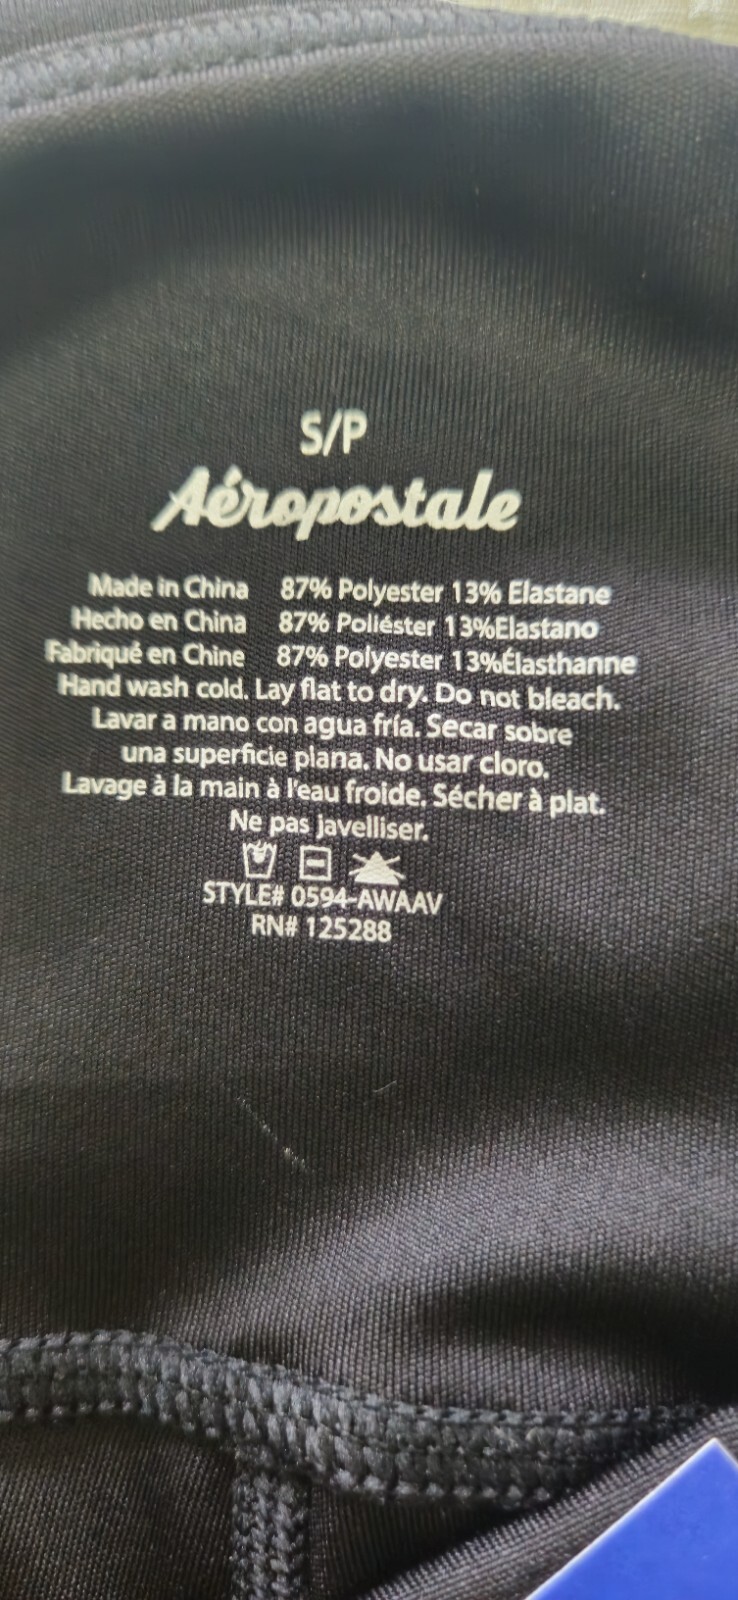 S/P
Aéropostale
Made in China 87% Polyester 13% Elastane
Hecho en China 87% Poliéster 13%Elastano
Fabriqué en Chine 87% Polyester 13%Élasthanne
Hand wash cold. Lay flat to dry. Do not bleach.
Lavar a mano con agua fría. Secar sobre
una superficie plana. No usar cloro.
Lavage à la main à l'eau froide. Sécher à plat.
Ne pas javelliser.
STYLE# 0594-AWAAV
RN# 125288